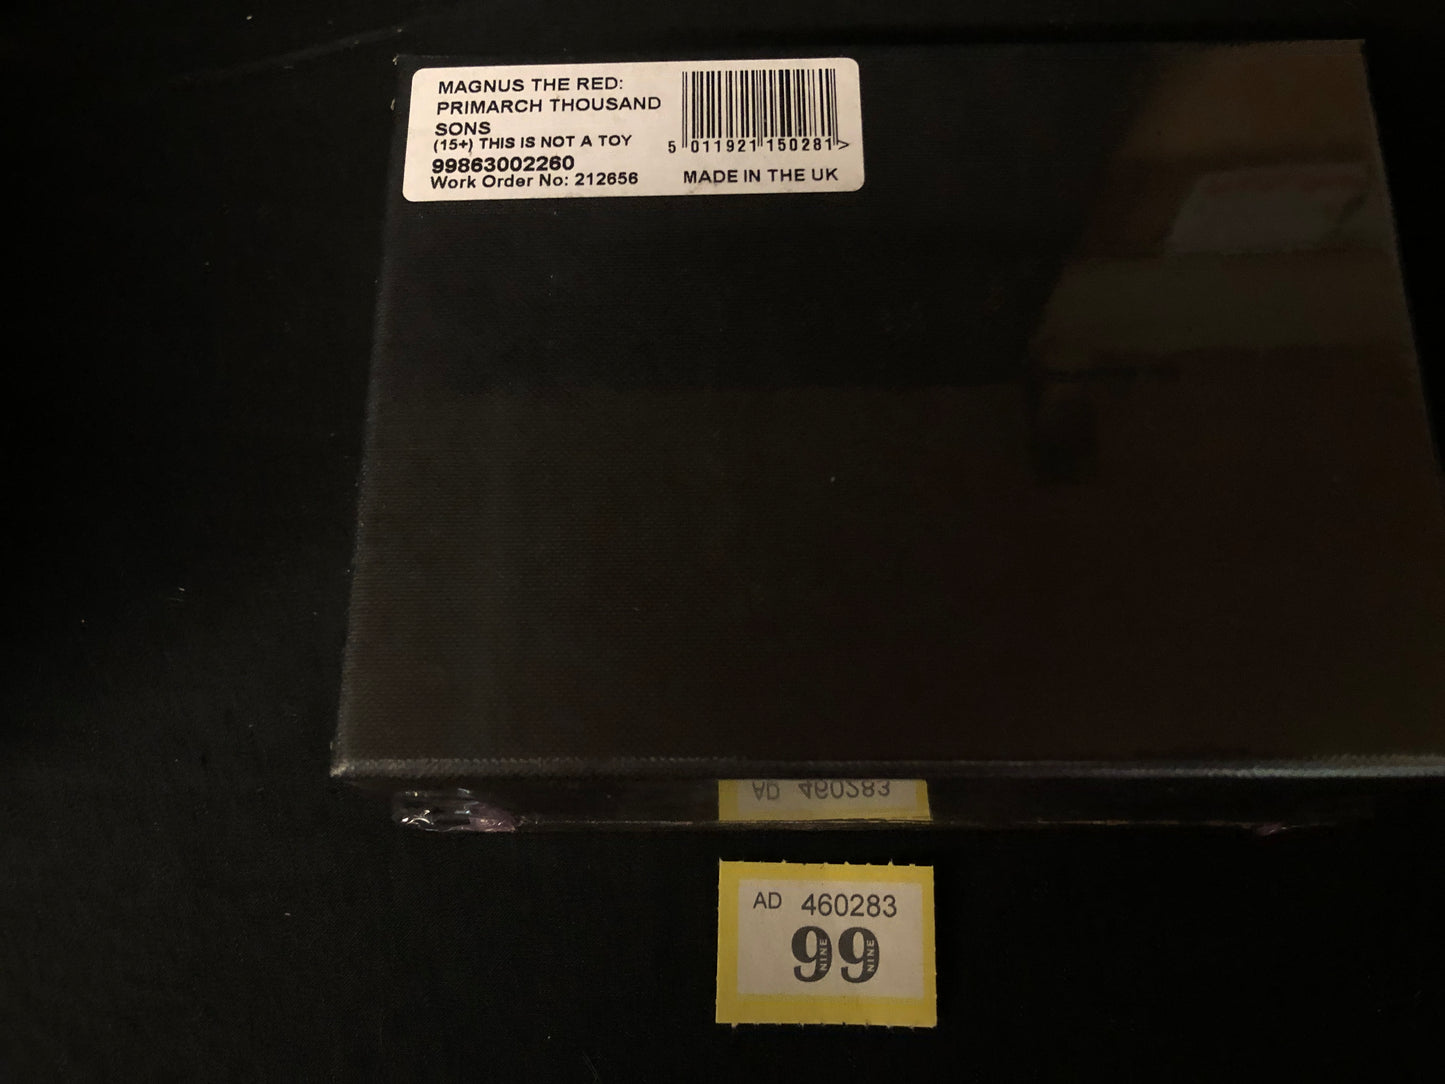 MAGNUS THE RED:
PRIMARCH THOUSAND
SONS
(15+) THIS IS NOT A TOY
99863002260
Work Order No: 212656
5 011921 150281 >
MADE IN THE UK
AD 460283
AD 460283
99
NINE NINE